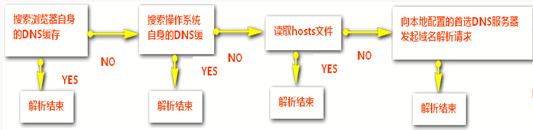 搜索浏览器自身
的DNS缓存
NO
搜索操作系统
自身的DNS缓
NO
读取hosts文件
NO
向本地配置的首选DNS服务器
发起域名解析请求
YES
YES
YES
解析结束
解析结束
解析结束
解析结束